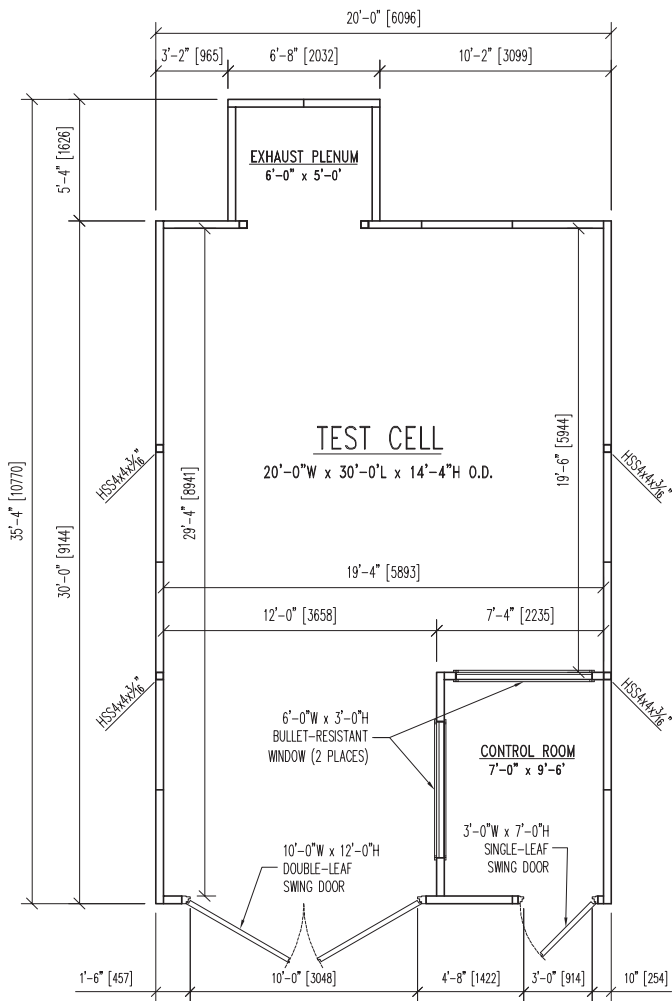 20'-0" [6096]
3'-2" [965]
6'-8" [2032]
10'-2" [3099]
5'-4" [1626]
EXHAUST PLENUM
6'-0" x 5'-0'
35'-4" [10770]
30'-0" [9144]
29'-4" [8941]
19'-6" [5944]
TEST CELL
20'-0"W x 30'-0'L x 14'-4"H O.D.
HSS4x4x3/16
HSS4x4x3/16
19'-4" [5893]
12'-0" [3658]
7'-4" [2235]
HSS4x4x3/16
HSS4x4x3/16
6'-0"W x 3'-0"H
BULLET-RESISTANT
WINDOW (2 PLACES)
CONTROL ROOM
7'-0" x 9'-6'
10'-0"W x 12'-0"H
DOUBLE-LEAF
SWING DOOR
3'-0"W x 7'-0"H
SINGLE-LEAF
SWING DOOR
1'-6" [457]
10'-0" [3048]
4'-8" [1422]
3'-0" [914]
10" [254]